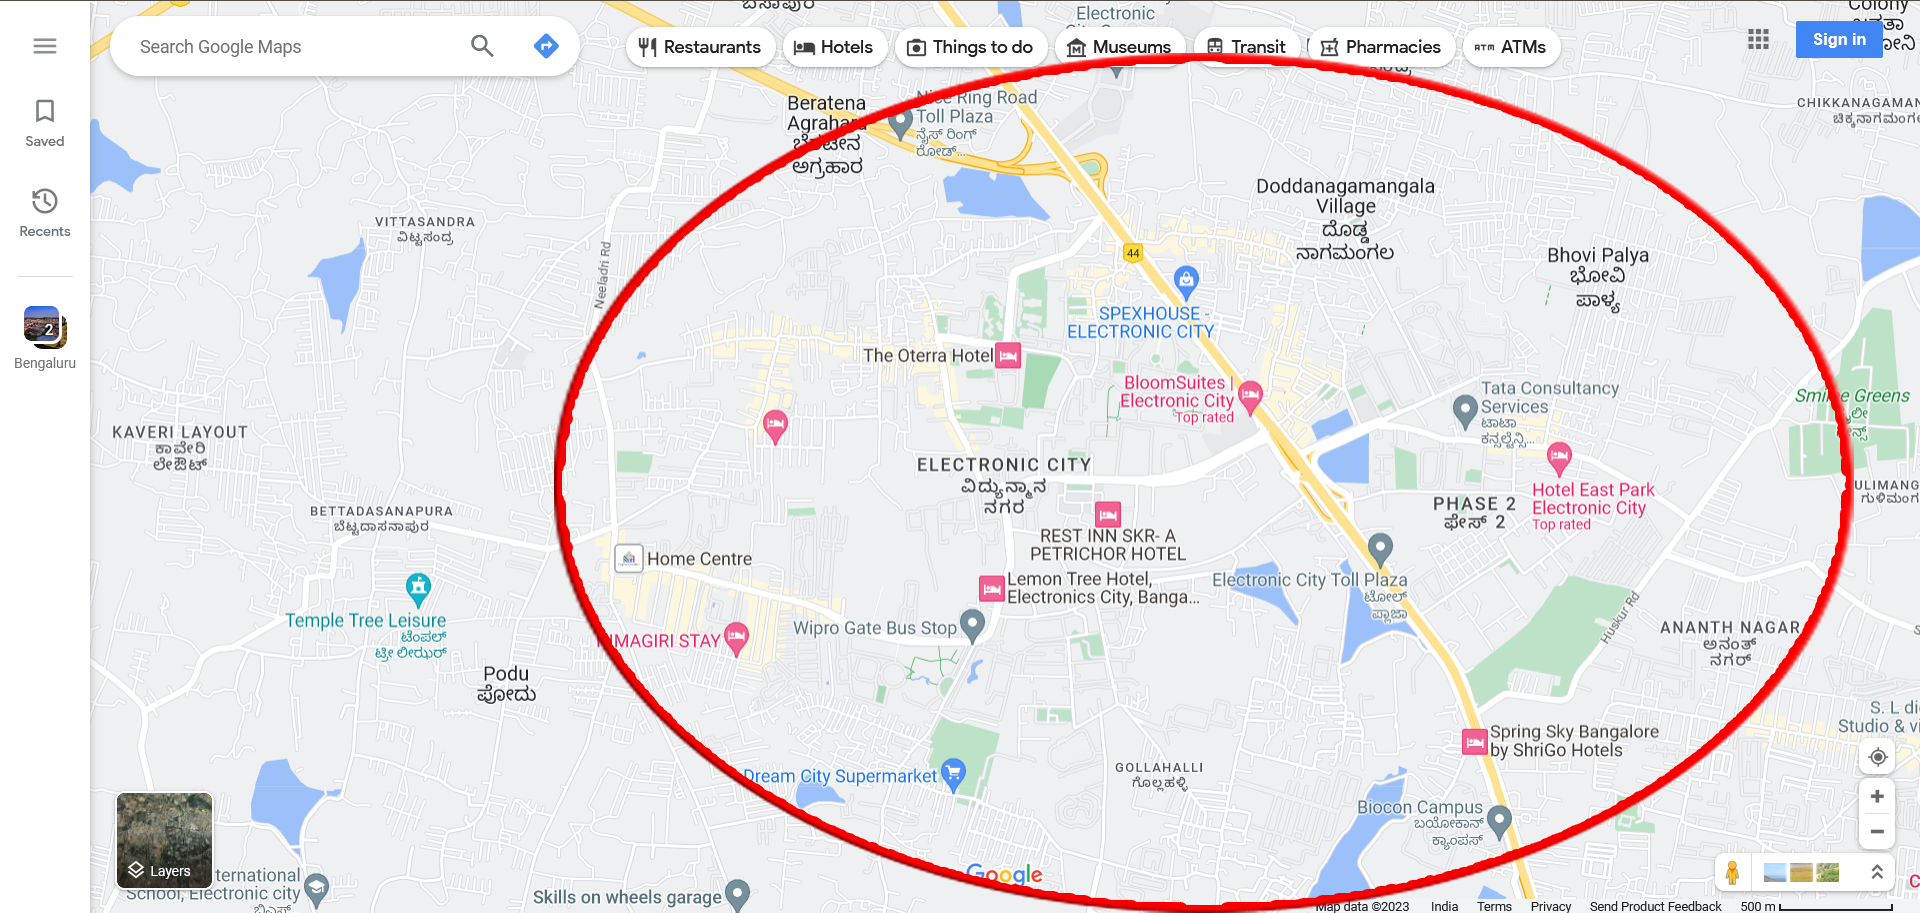 ಬಸಾಪುರ
Electronic
Colony
Search Google Maps
Restaurants
Hotels
Things to do
Museums
Transit
Pharmacies
ATM ATMs
Sign in
Saved
Recents
2
Bengaluru
Beratena
Agrahara
ಬೆರಟೇನ
ಅಗ್ರಹಾರ
Nice Ring Road
Toll Plaza
ನೈಸ್ ರಿಂಗ್
ರೋಡ್...
CHIKKANAGAMAN
ಚಿಕ್ಕನಾಗಮಂಗ
VITTASANDRA
ವಿಟ್ಟಸಂದ್ರ
Neeladri Rd
Doddanagamangala
Village
ದೊಡ್ಡ
ನಾಗಮಂಗಲ
Bhovi Palya
ಭೋವಿ
ಪಾಳ್ಯ
44
SPEXHOUSE -
ELECTRONIC CITY
The Oterra Hotel
BloomSuites |
Electronic City
Top rated
Tata Consultancy
Services
ಟಾಟಾ
ಕನ್ಸಲ್ಟೆನ್ಸಿ...
Greens
KAVERI LAYOUT
ಕಾವೇರಿ
ಲೇಔಟ್
ELECTRONIC CITY
ವಿದ್ಯುನ್ಮಾನ
ನಗರ
Hotel East Park
Electronic City
Top rated
PHASE 2
ಫೇಸ್ 2
ULIMANG
ಗುಳಿಮಂಗ
BETTADASANAPURA
ಬೆಟ್ಟದಾಸನಾಪುರ
REST INN SKR- A
PETRICHOR HOTEL
Home Centre
Lemon Tree Hotel,
Electronics City, Banga...
Electronic City Toll Plaza
ಟೋಲ್
ಪ್ಲಾಜಾ
Temple Tree Leisure
ಟೆಂಪಲ್
ಟ್ರೀ ಲೀಝರ್
Wipro Gate Bus Stop
IMAGIRI STAY
Huskur Rd
ANANTH NAGAR
ಅನಂತ್
ನಗರ್
Podu
ಪೋದು
S. L di
Studio & vi
Spring Sky Bangalore
by ShriGo Hotels
Dream City Supermarket
GOLLAHALLI
ಗೊಲ್ಲಹಳ್ಳಿ
Biocon Campus
ಬಯೋಕಾನ್
ಕ್ಯಾಂಪಸ್
Layers
ternational
School, Electronic city
Skills on wheels garage
Google
Map data ©2023
India
Terms
Privacy
Send Product Feedback
500 m